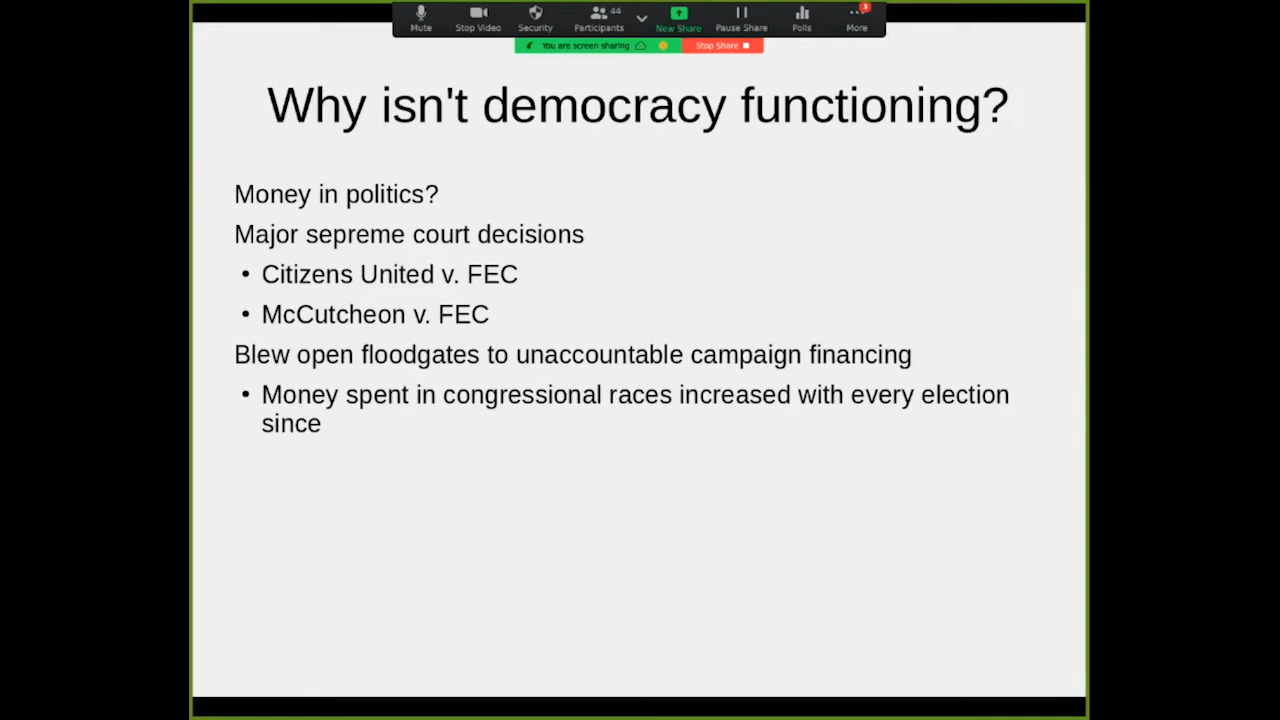 Mute
Stop Video
Security
Participants
44
New Share
Pause Share
Polls
More
3
You are screen sharing
Stop Share
Why isn't democracy functioning?
Money in politics?
Major sepreme court decisions
• Citizens United v. FEC
• McCutcheon v. FEC
Blew open floodgates to unaccountable campaign financing
• Money spent in congressional races increased with every election
since